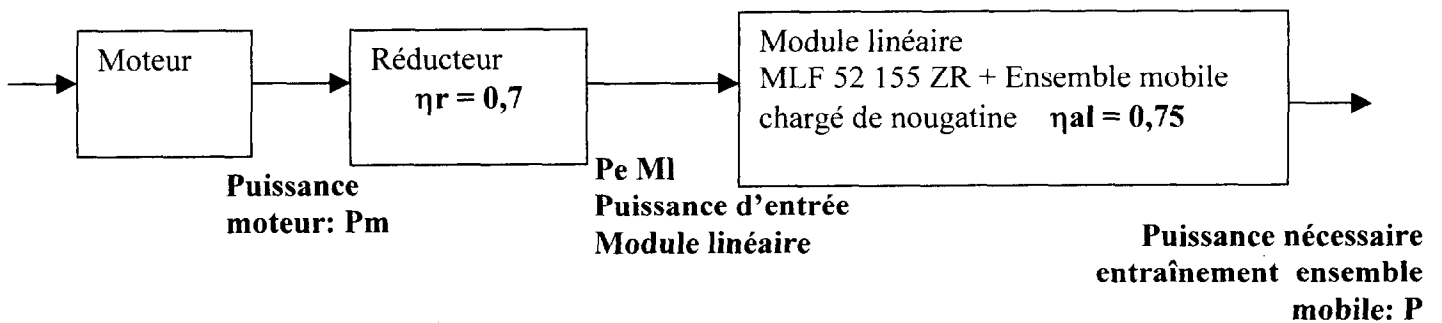 Moteur
Réducteur
ηr = 0,7
Module linéaire
MLF 52 155 ZR + Ensemble mobile
chargé de nougatine ηal = 0,75
Puissance
moteur: Pm
Pe Ml
Puissance d'entrée
Module linéaire
Puissance nécessaire
entraînement ensemble
mobile: P